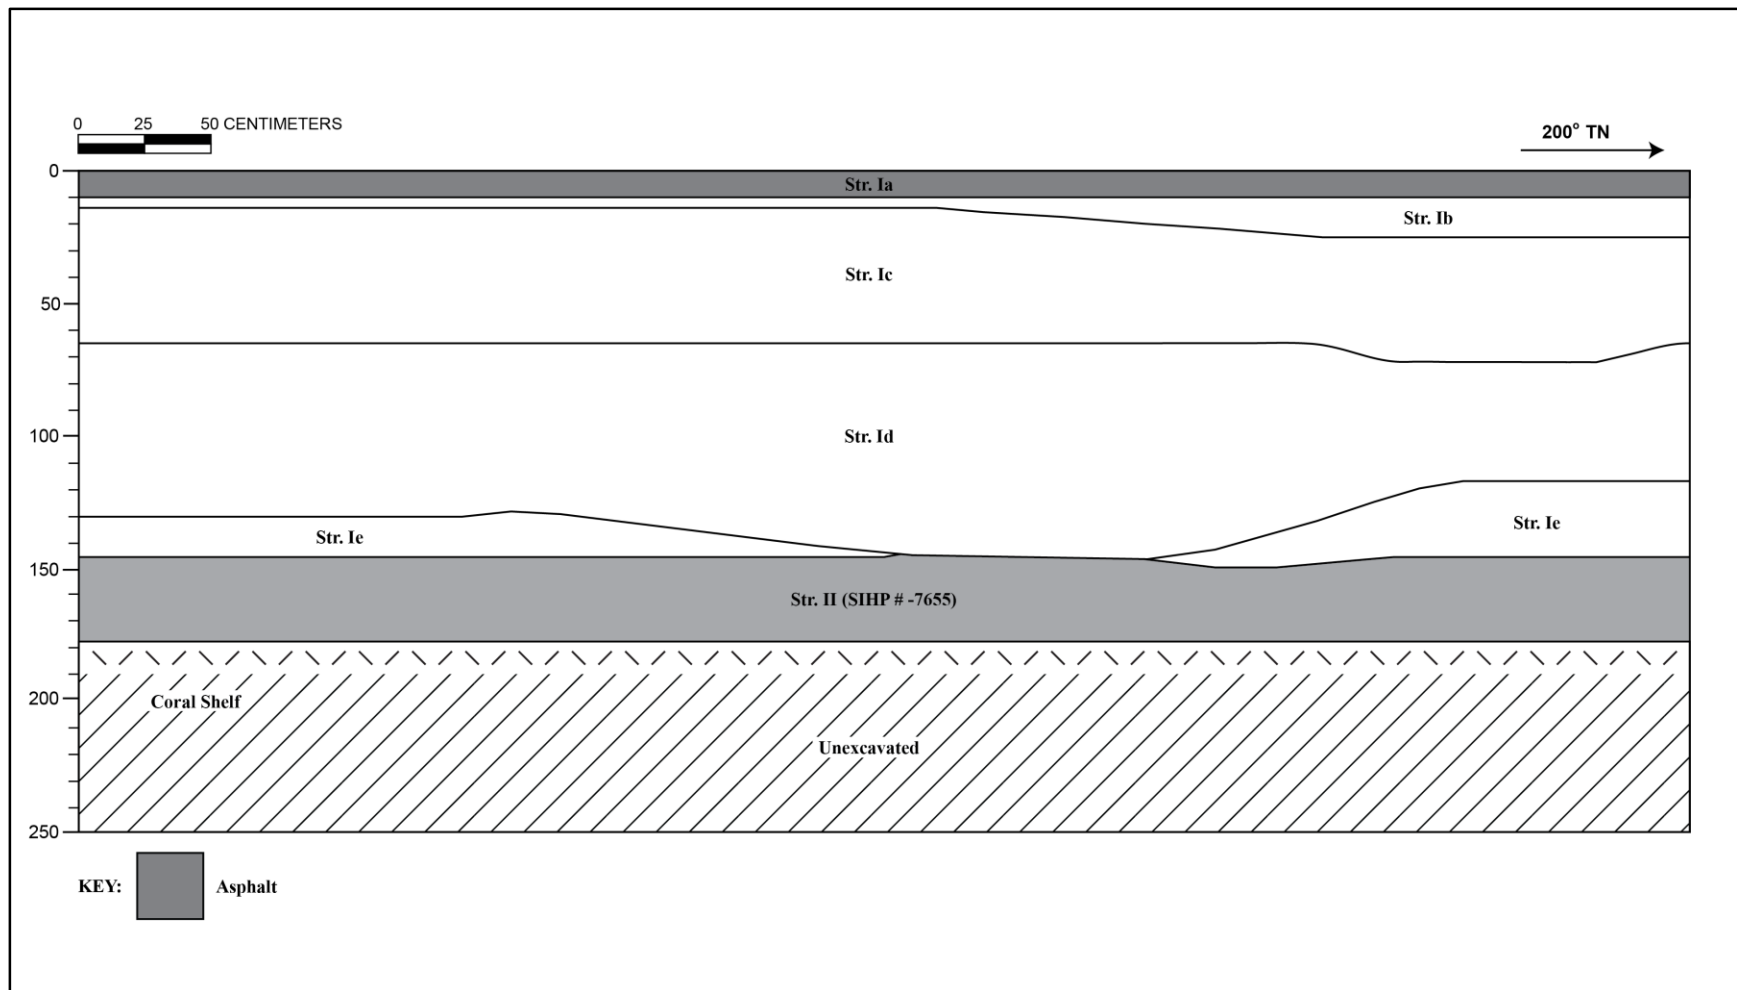 0 25 50 CENTIMETERS
200° TN
0
Str. Ia
Str. Ib
Str. Ic
50
Str. Id
100
Str. Ie
Str. Ie
150
Str. II (SIHP # -7655)
200
Coral Shelf
Unexcavated
250
KEY: Asphalt